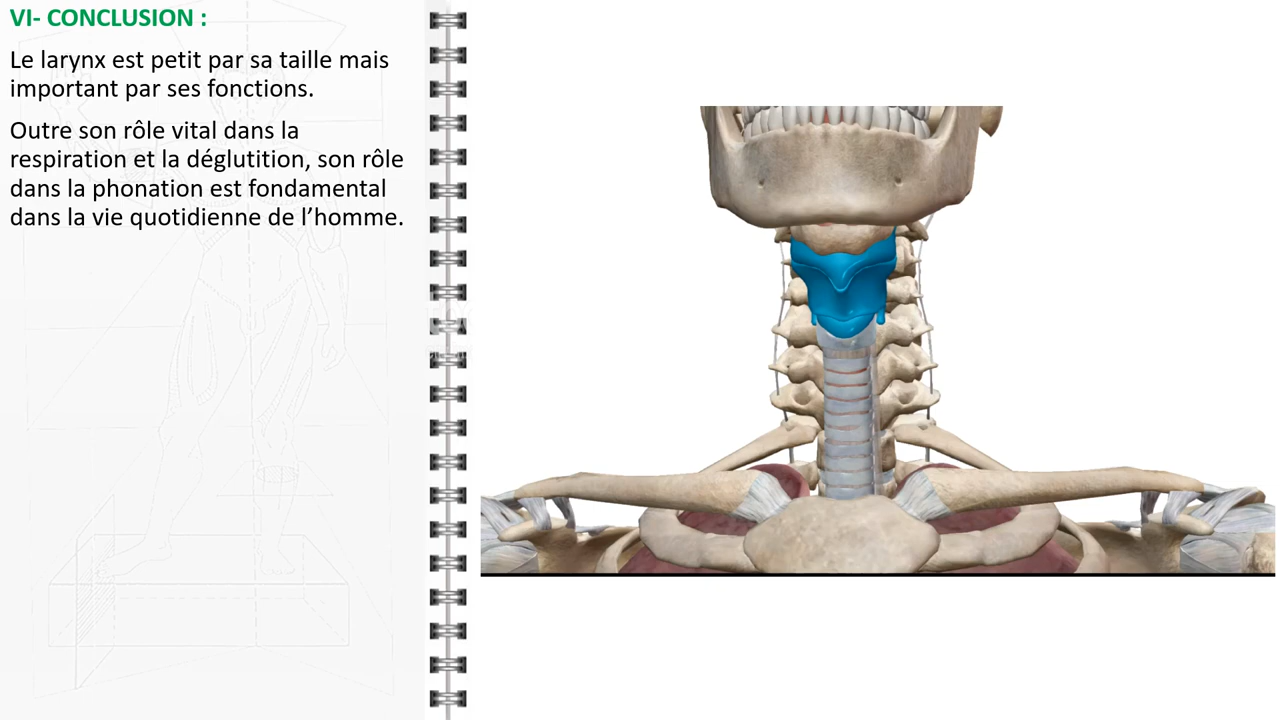 VI- CONCLUSION :
Le larynx est petit par sa taille mais
important par ses fonctions.
Outre son rôle vital dans la
respiration et la déglutition, son rôle
dans la phonation est fondamental
dans la vie quotidienne de l’homme.